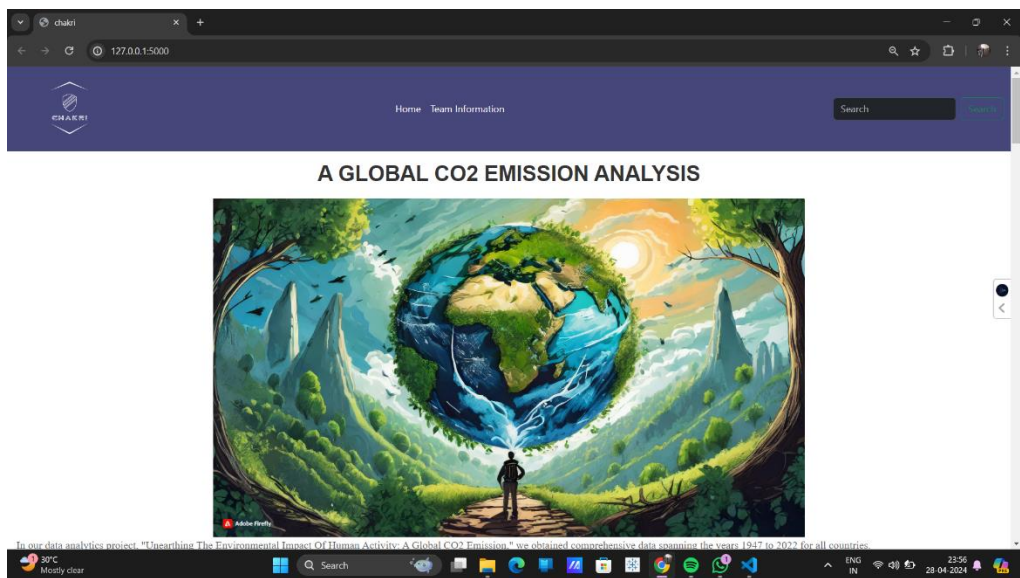 chakri
127.0.0.1:5000
CHAKRI
Home Team Information
Search
Search
A GLOBAL CO2 EMISSION ANALYSIS
Adobe Firefly
In our data analytics project, "Unearthing The Environmental Impact Of Human Activity: A Global CO2 Emission," we obtained comprehensive data spanning the years 1947 to 2022 for all countries.
1
30°C
Mostly clear
Search
ENG
IN
23:56
28-04-2024